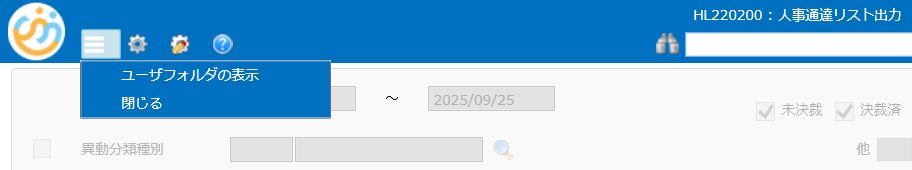 HL220200：人事通達リスト出力
ユーザフォルダの表示
閉じる
～ 2025/09/25
未決裁 決裁済
異動分類種別
他